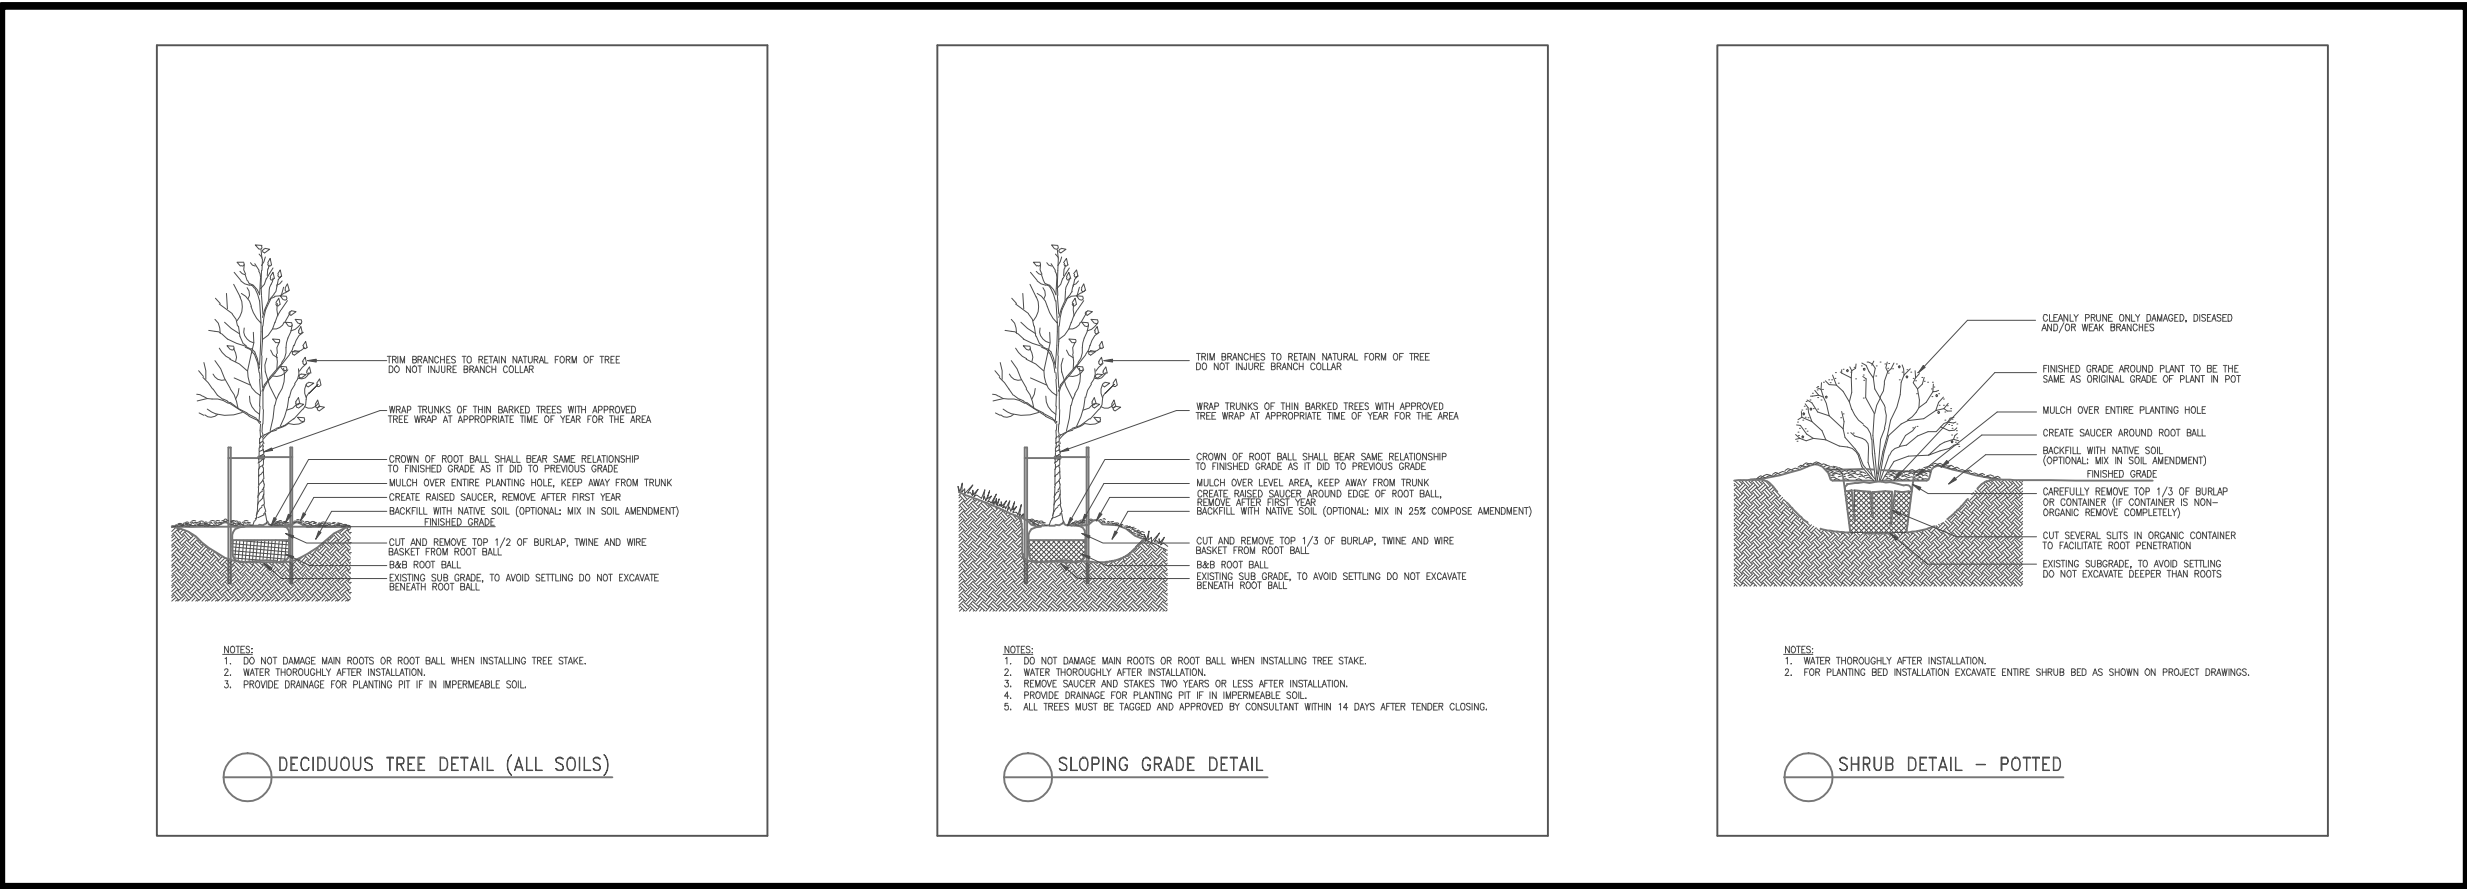 TRIM BRANCHES TO RETAIN NATURAL FORM OF TREE
DO NOT INJURE BRANCH COLLAR
WRAP TRUNKS OF THIN BARKED TREES WITH APPROVED
TREE WRAP AT APPROPRIATE TIME OF YEAR FOR THE AREA
CROWN OF ROOT BALL SHALL BEAR SAME RELATIONSHIP
TO FINISHED GRADE AS IT DID TO PREVIOUS GRADE
MULCH OVER ENTIRE PLANTING HOLE, KEEP AWAY FROM TRUNK
CREATE RAISED SAUCER, REMOVE AFTER FIRST YEAR
BACKFILL WITH NATIVE SOIL (OPTIONAL: MIX IN SOIL AMENDMENT)
FINISHED GRADE
CUT AND REMOVE TOP 1/2 OF BURLAP, TWINE AND WIRE
BASKET FROM ROOT BALL
B&B ROOT BALL
EXISTING SUB GRADE, TO AVOID SETTLING DO NOT EXCAVATE
BENEATH ROOT BALL
NOTES:
1. DO NOT DAMAGE MAIN ROOTS OR ROOT BALL WHEN INSTALLING TREE STAKE.
2. WATER THOROUGHLY AFTER INSTALLATION.
3. PROVIDE DRAINAGE FOR PLANTING PIT IF IN IMPERMEABLE SOIL.
DECIDUOUS TREE DETAIL (ALL SOILS)
TRIM BRANCHES TO RETAIN NATURAL FORM OF TREE
DO NOT INJURE BRANCH COLLAR
WRAP TRUNKS OF THIN BARKED TREES WITH APPROVED
TREE WRAP AT APPROPRIATE TIME OF YEAR FOR THE AREA
CROWN OF ROOT BALL SHALL BEAR SAME RELATIONSHIP
TO FINISHED GRADE AS IT DID TO PREVIOUS GRADE
MULCH OVER LEVEL AREA, KEEP AWAY FROM TRUNK
CREATE RAISED SAUCER AROUND EDGE OF ROOT BALL,
REMOVE AFTER FIRST YEAR
BACKFILL WITH NATIVE SOIL (OPTIONAL: MIX IN 25% COMPOSE AMENDMENT)
CUT AND REMOVE TOP 1/3 OF BURLAP, TWINE AND WIRE
BASKET FROM ROOT BALL
B&B ROOT BALL
EXISTING SUB GRADE, TO AVOID SETTLING DO NOT EXCAVATE
BENEATH ROOT BALL
NOTES:
1. DO NOT DAMAGE MAIN ROOTS OR ROOT BALL WHEN INSTALLING TREE STAKE.
2. WATER THOROUGHLY AFTER INSTALLATION.
3. REMOVE SAUCER AND STAKES TWO YEARS OR LESS AFTER INSTALLATION.
4. PROVIDE DRAINAGE FOR PLANTING PIT IF IN IMPERMEABLE SOIL.
5. ALL TREES MUST BE TAGGED AND APPROVED BY CONSULTANT WITHIN 14 DAYS AFTER TENDER CLOSING.
SLOPING GRADE DETAIL
CLEANLY PRUNE ONLY DAMAGED, DISEASED
AND/OR WEAK BRANCHES
FINISHED GRADE AROUND PLANT TO BE THE
SAME AS ORIGINAL GRADE OF PLANT IN POT
MULCH OVER ENTIRE PLANTING HOLE
CREATE SAUCER AROUND ROOT BALL
BACKFILL WITH NATIVE SOIL
(OPTIONAL: MIX IN SOIL AMENDMENT)
FINISHED GRADE
CAREFULLY REMOVE TOP 1/3 OF BURLAP
OR CONTAINER (IF CONTAINER IS NON-
ORGANIC REMOVE COMPLETELY)
CUT SEVERAL SLITS IN ORGANIC CONTAINER
TO FACILITATE ROOT PENETRATION
EXISTING SUBGRADE, TO AVOID SETTLING
DO NOT EXCAVATE DEEPER THAN ROOTS
NOTES:
1. WATER THOROUGHLY AFTER INSTALLATION.
2. FOR PLANTING BED INSTALLATION EXCAVATE ENTIRE SHRUB BED AS SHOWN ON PROJECT DRAWINGS.
SHRUB DETAIL - POTTED